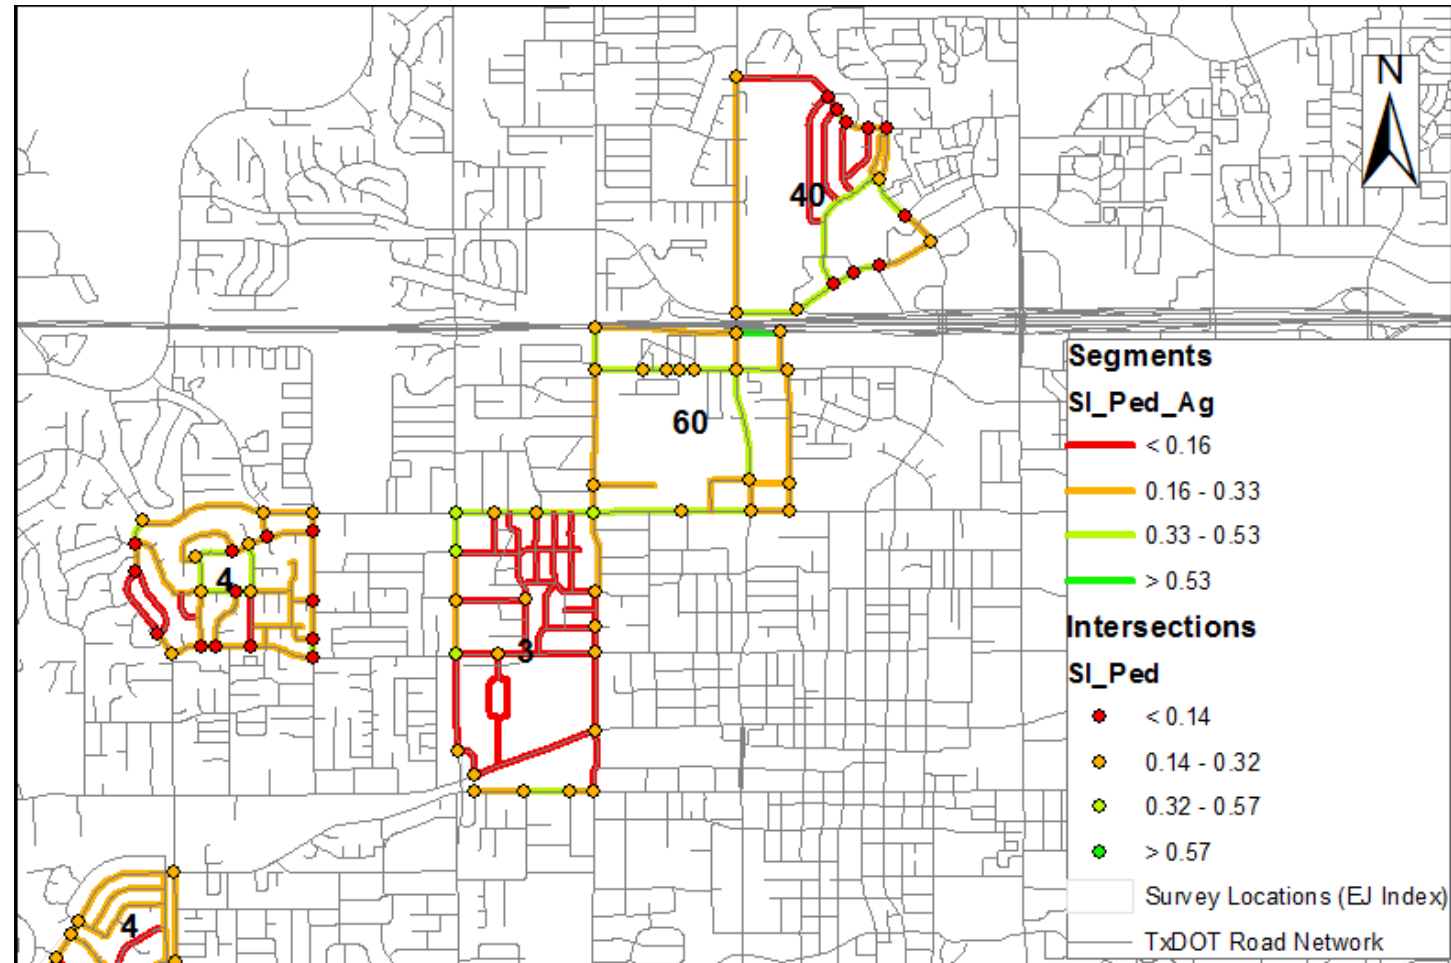 N
40
60
4
3
4
Segments
SI_Ped_Ag
< 0.16
0.16 - 0.33
0.33 - 0.53
> 0.53
Intersections
SI_Ped
< 0.14
0.14 - 0.32
0.32 - 0.57
> 0.57
Survey Locations (EJ Index)
TxDOT Road Network